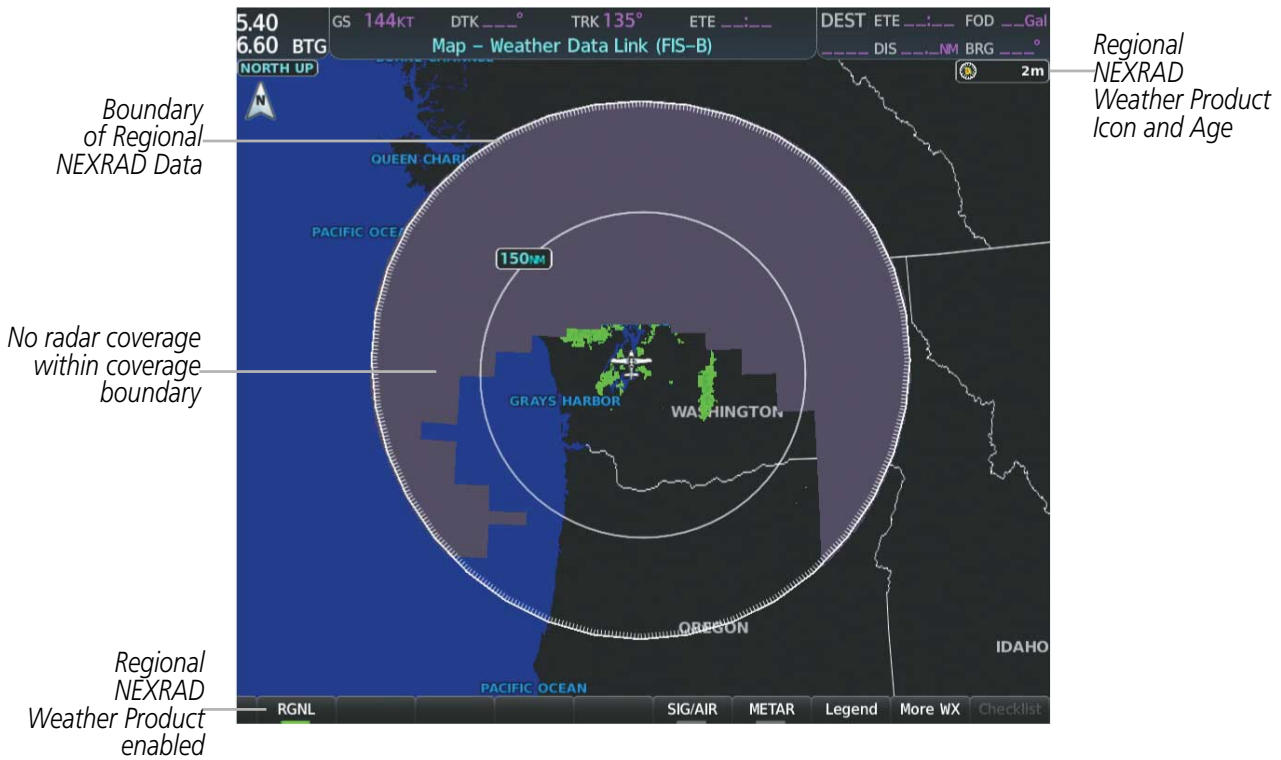 5.40
6.60 BTG
GS 144KT DTK ___° TRK 135° ETE __:__
Map – Weather Data Link (FIS–B)
DEST ETE __:__ FOD __Gal
____ DIS __._NM BRG ___°
NORTH UP
N
2m
Regional
NEXRAD
Weather Product
Icon and Age
Boundary
of Regional
NEXRAD Data
QUEEN CHARL
PACIFIC OCEA
150NM
No radar coverage
within coverage
boundary
GRAYS HARBOR
WASHINGTON
OREGON
IDAHO
PACIFIC OCEAN
Regional
NEXRAD
Weather Product
enabled
RGNL SIG/AIR METAR Legend More WX Checklist